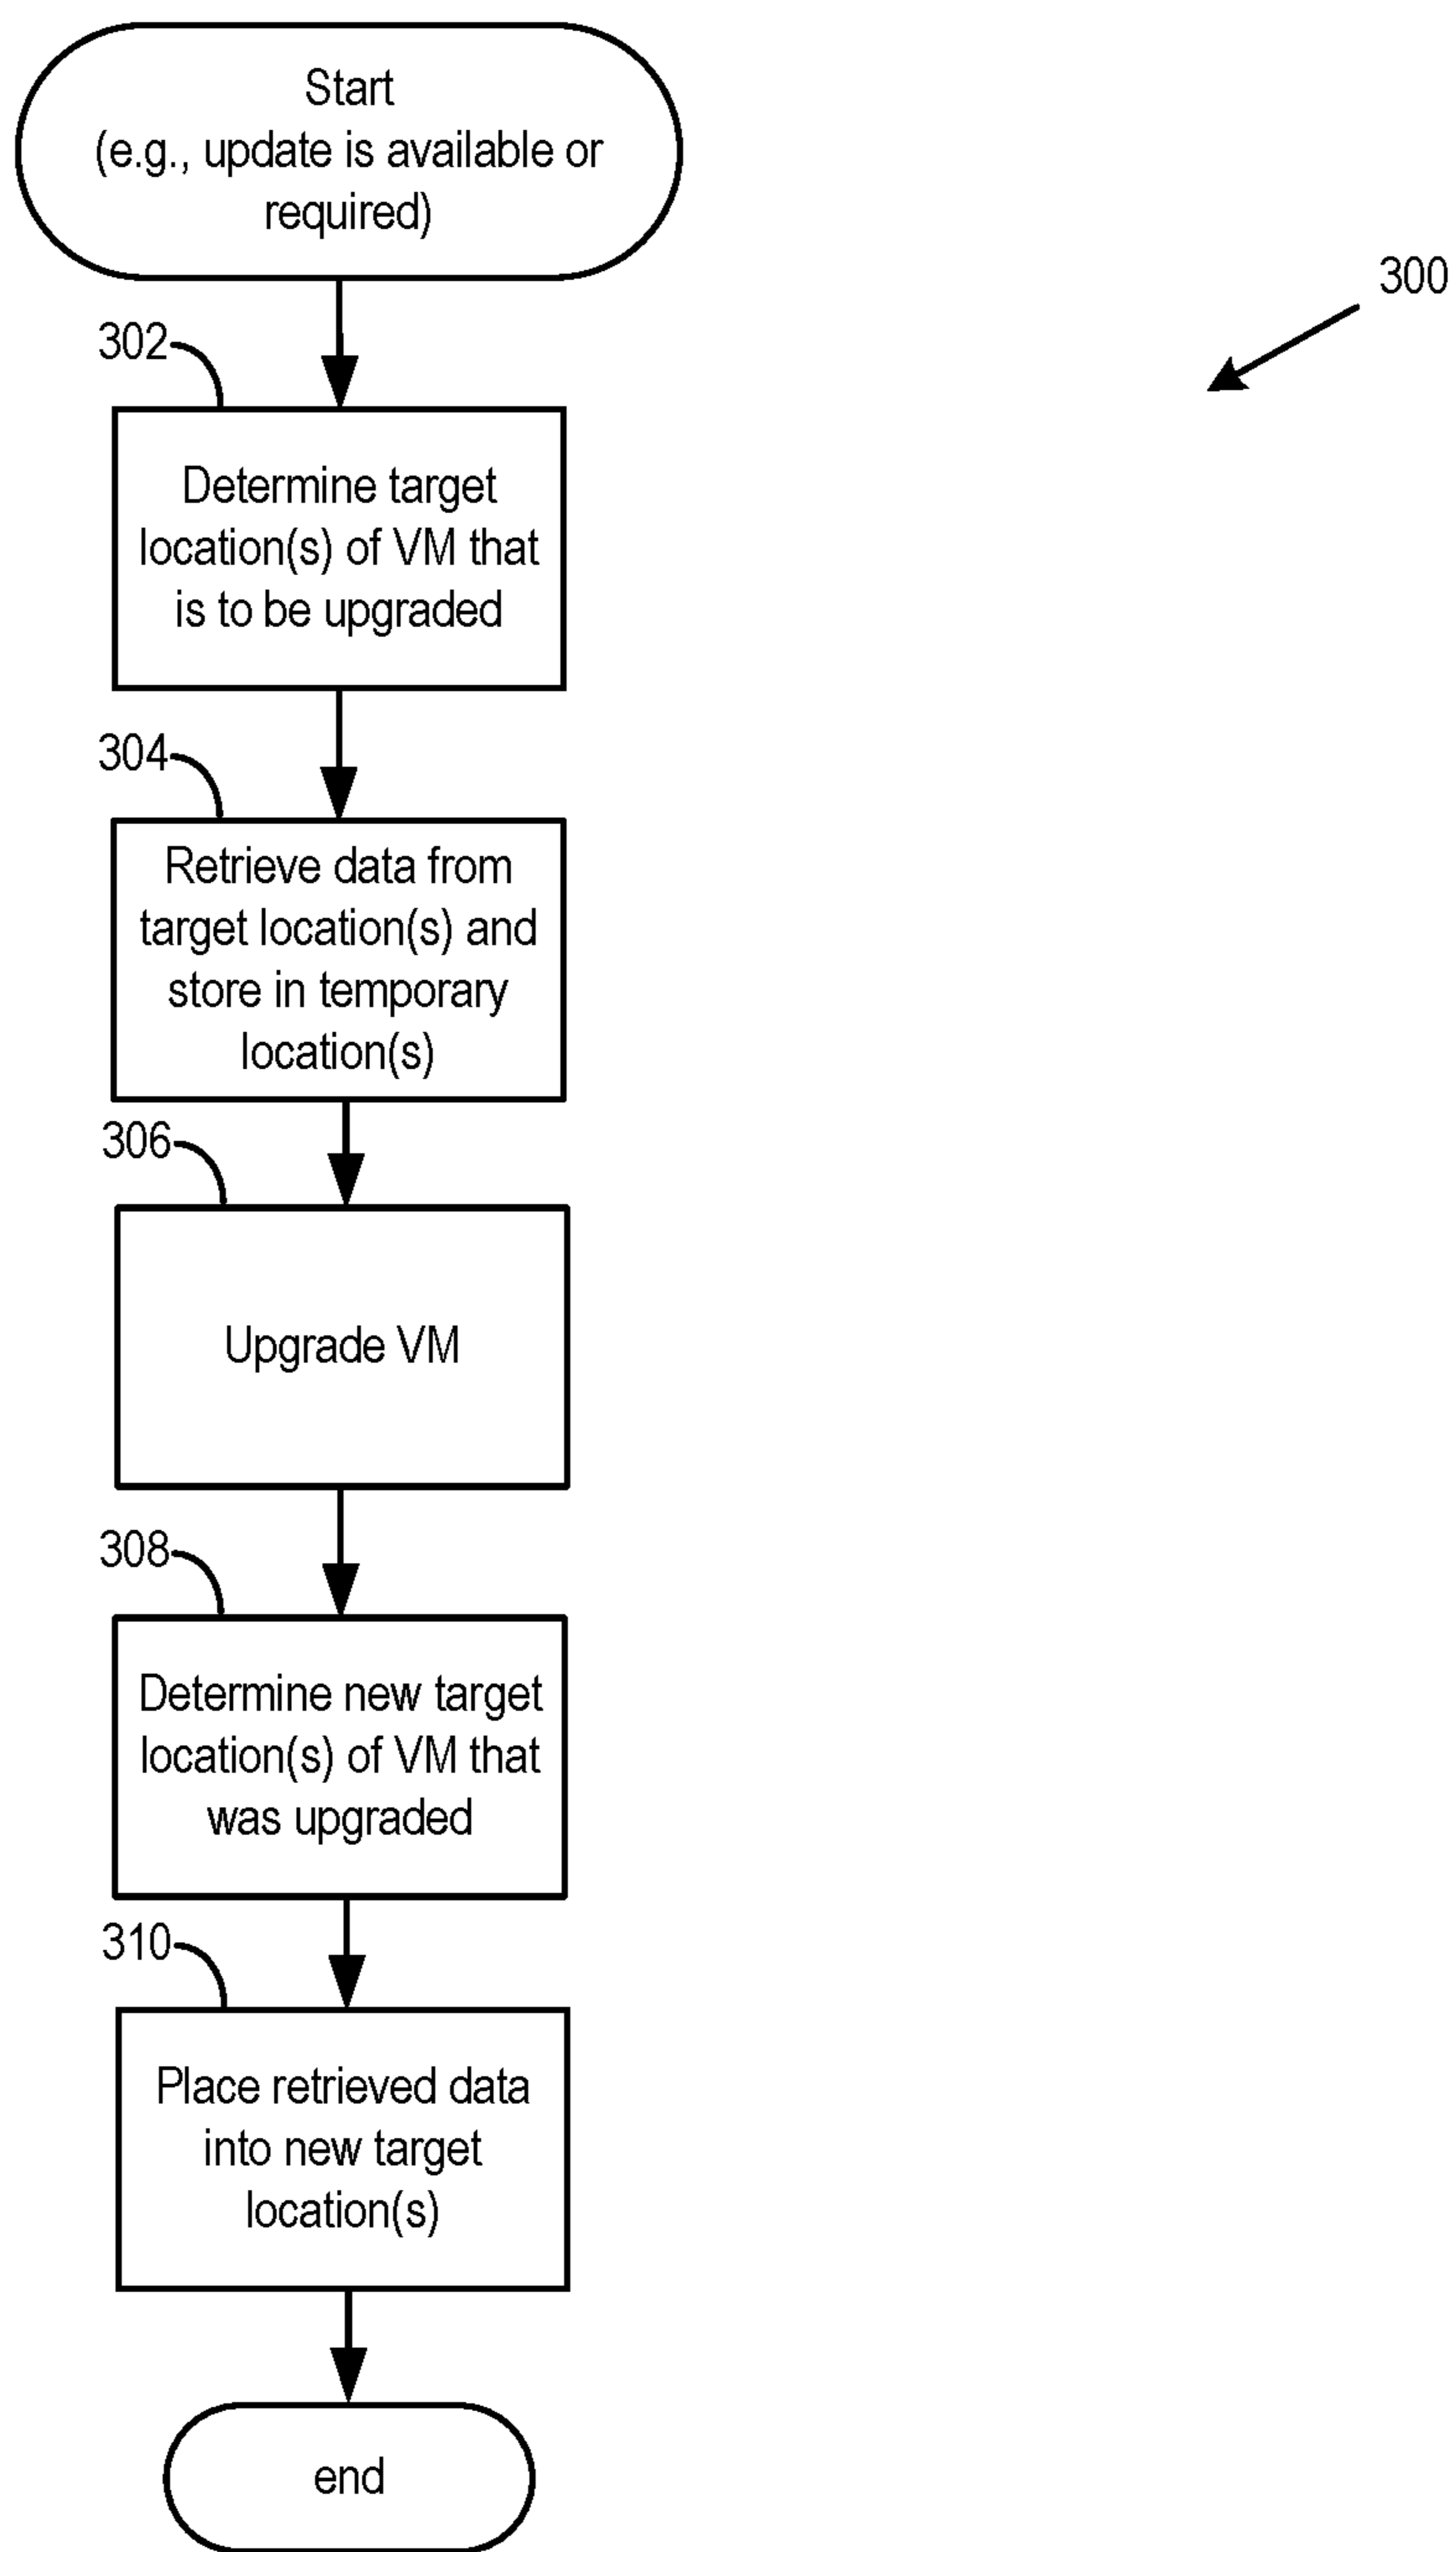 Start
(e.g., update is available or
required)
300
302
Determine target
location(s) of VM that
is to be upgraded
304
Retrieve data from
target location(s) and
store in temporary
location(s)
306
Upgrade VM
308
Determine new target
location(s) of VM that
was upgraded
310
Place retrieved data
into new target
location(s)
end